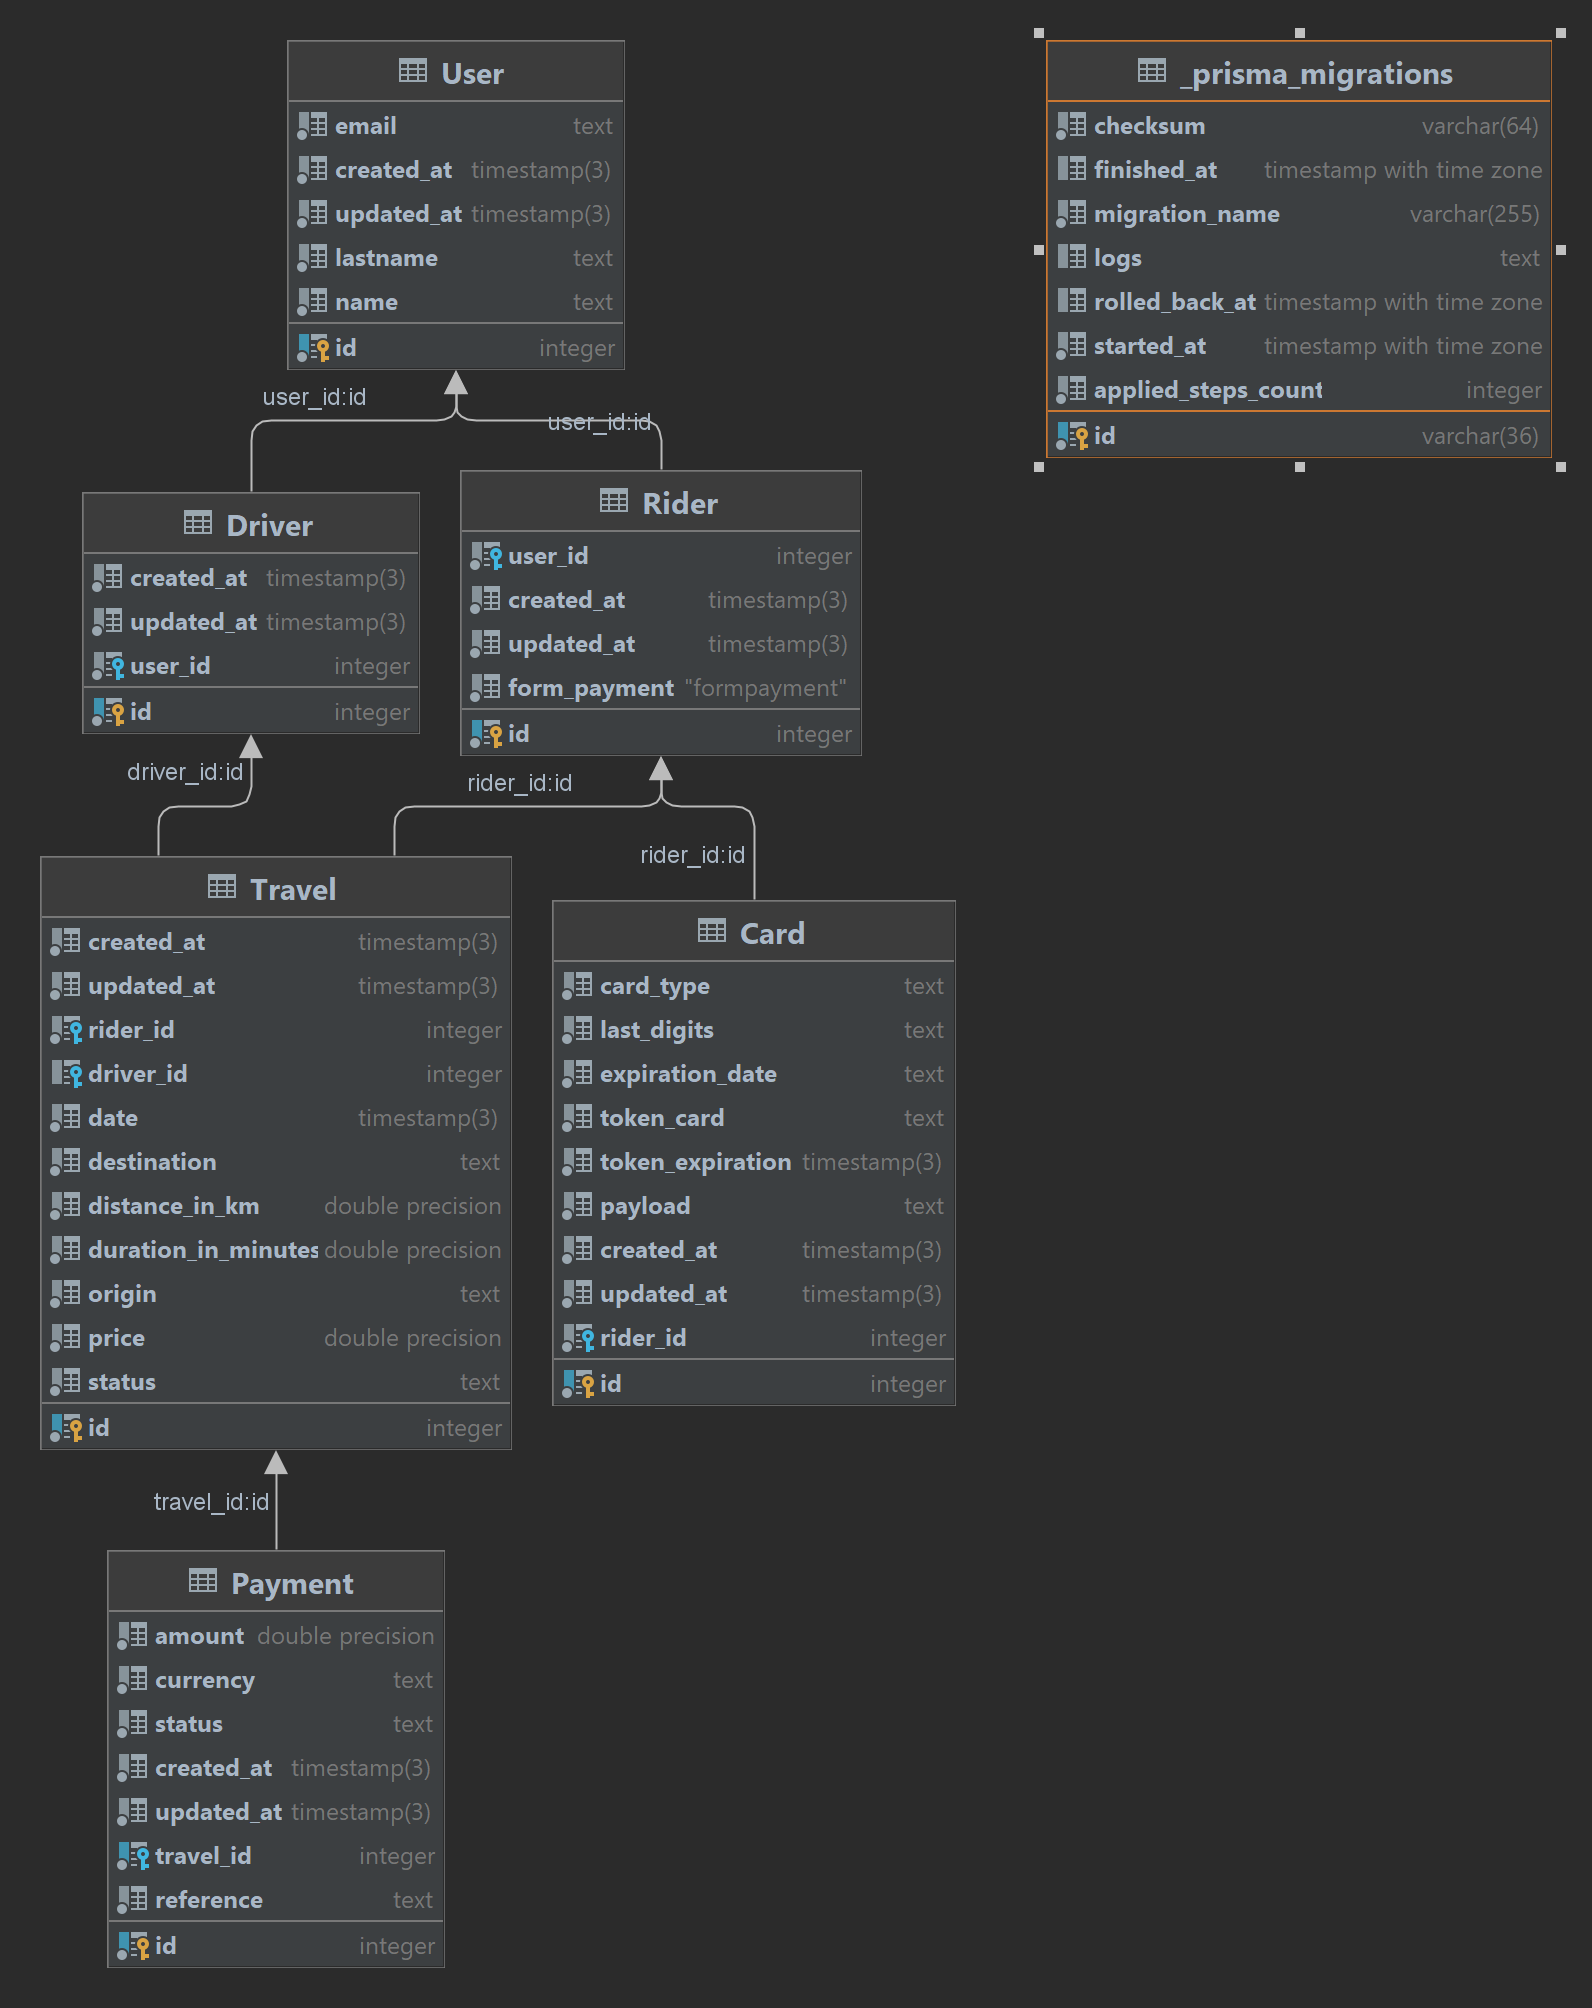 User
email text
created_at timestamp(3)
updated_at timestamp(3)
lastname text
name text
id integer
_prisma_migrations
checksum varchar(64)
finished_at timestamp with time zone
migration_name varchar(255)
logs text
rolled_back_at timestamp with time zone
started_at timestamp with time zone
applied_steps_count integer
id varchar(36)
user_id:id
user_id:id
Driver
created_at timestamp(3)
updated_at timestamp(3)
user_id integer
id integer
Rider
user_id integer
created_at timestamp(3)
updated_at timestamp(3)
form_payment "formpayment"
id integer
driver_id:id
rider_id:id
rider_id:id
Travel
created_at timestamp(3)
updated_at timestamp(3)
rider_id integer
driver_id integer
date timestamp(3)
destination text
distance_in_km double precision
duration_in_minutes double precision
origin text
price double precision
status text
id integer
Card
card_type text
last_digits text
expiration_date text
token_card text
token_expiration timestamp(3)
payload text
created_at timestamp(3)
updated_at timestamp(3)
rider_id integer
id integer
travel_id:id
Payment
amount double precision
currency text
status text
created_at timestamp(3)
updated_at timestamp(3)
travel_id integer
reference text
id integer